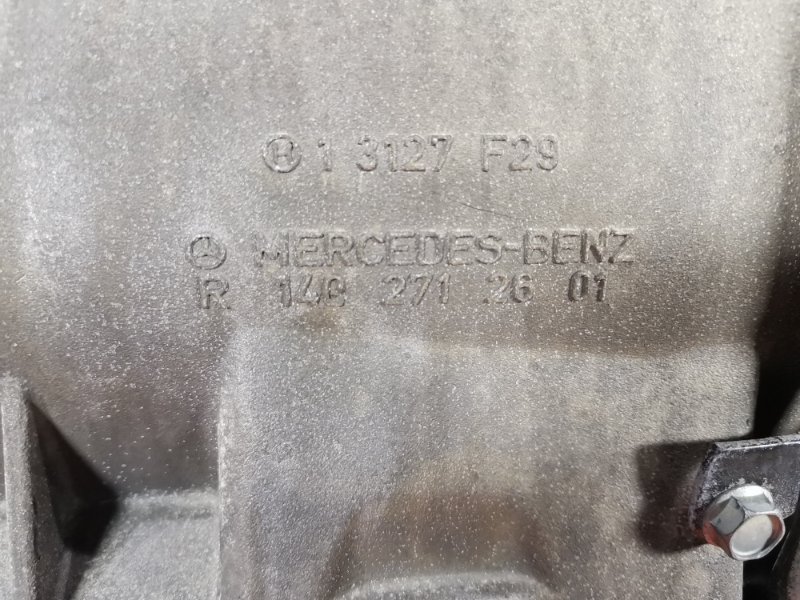 1 3127 F29
MERCEDES-BENZ
R 140 271 26 01